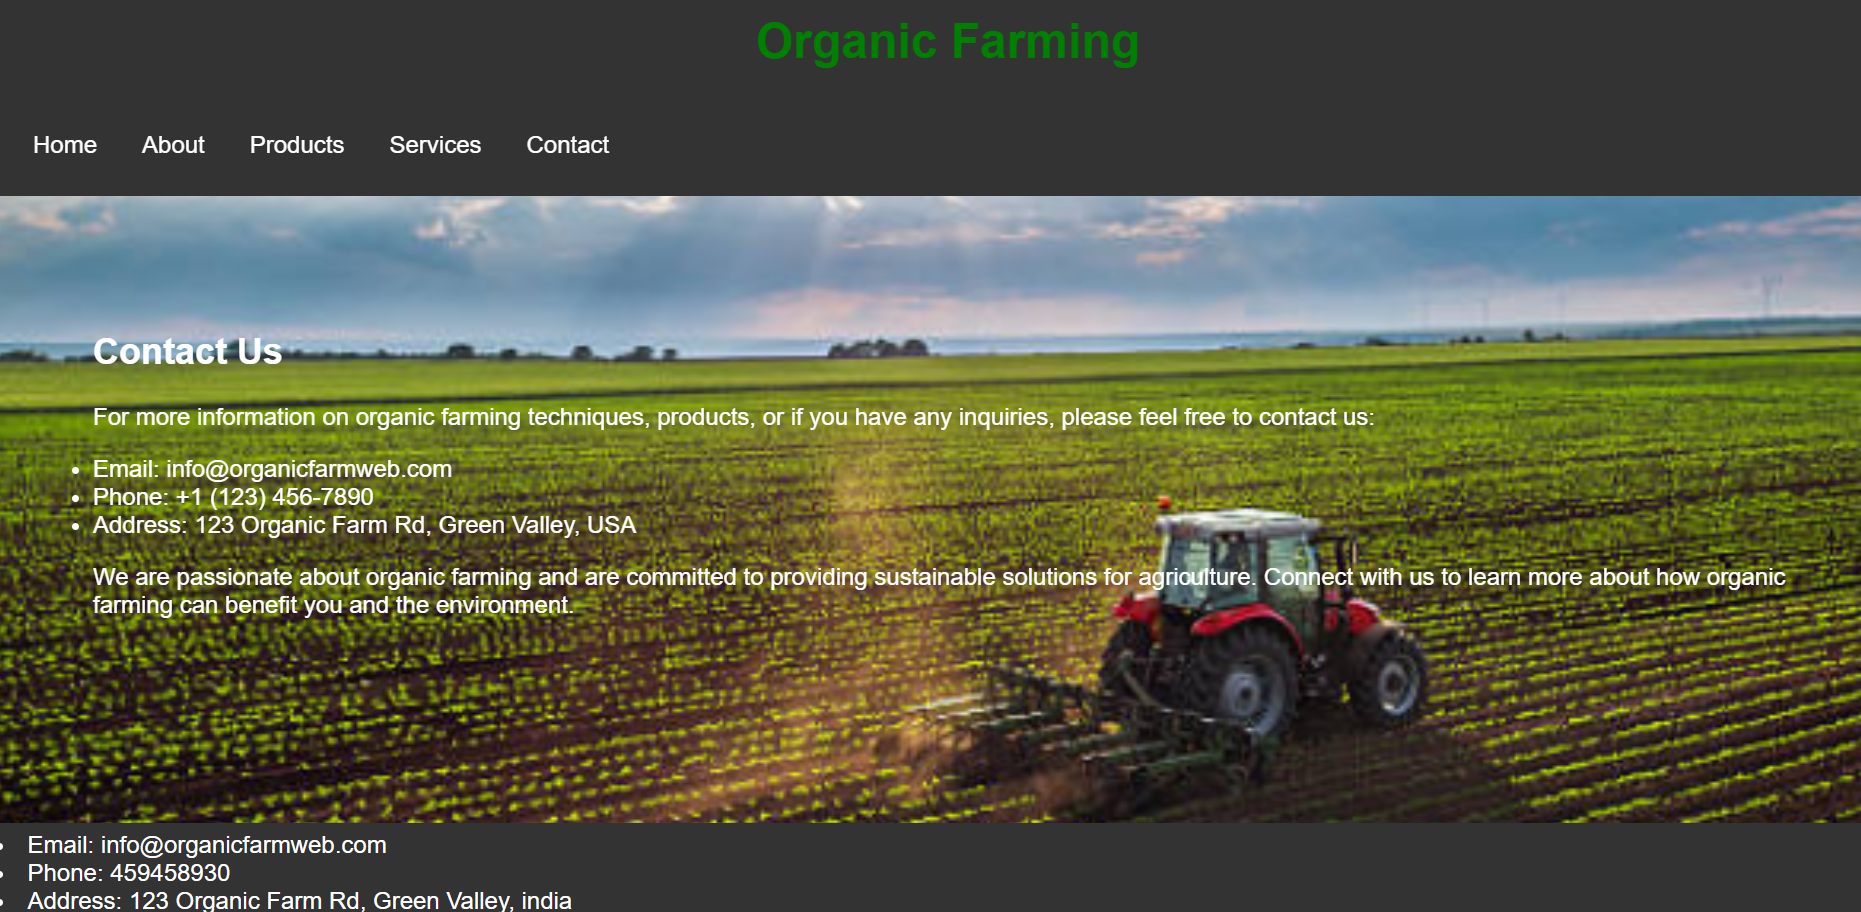 Organic Farming
Home About Products Services Contact
Contact Us
For more information on organic farming techniques, products, or if you have any inquiries, please feel free to contact us:
• Email: info@organicfarmweb.com
• Phone: +1 (123) 456-7890
• Address: 123 Organic Farm Rd, Green Valley, USA
We are passionate about organic farming and are committed to providing sustainable solutions for agriculture. Connect with us to learn more about how organic
farming can benefit you and the environment.
• Email: info@organicfarmweb.com
• Phone: 459458930
• Address: 123 Organic Farm Rd, Green Valley, india